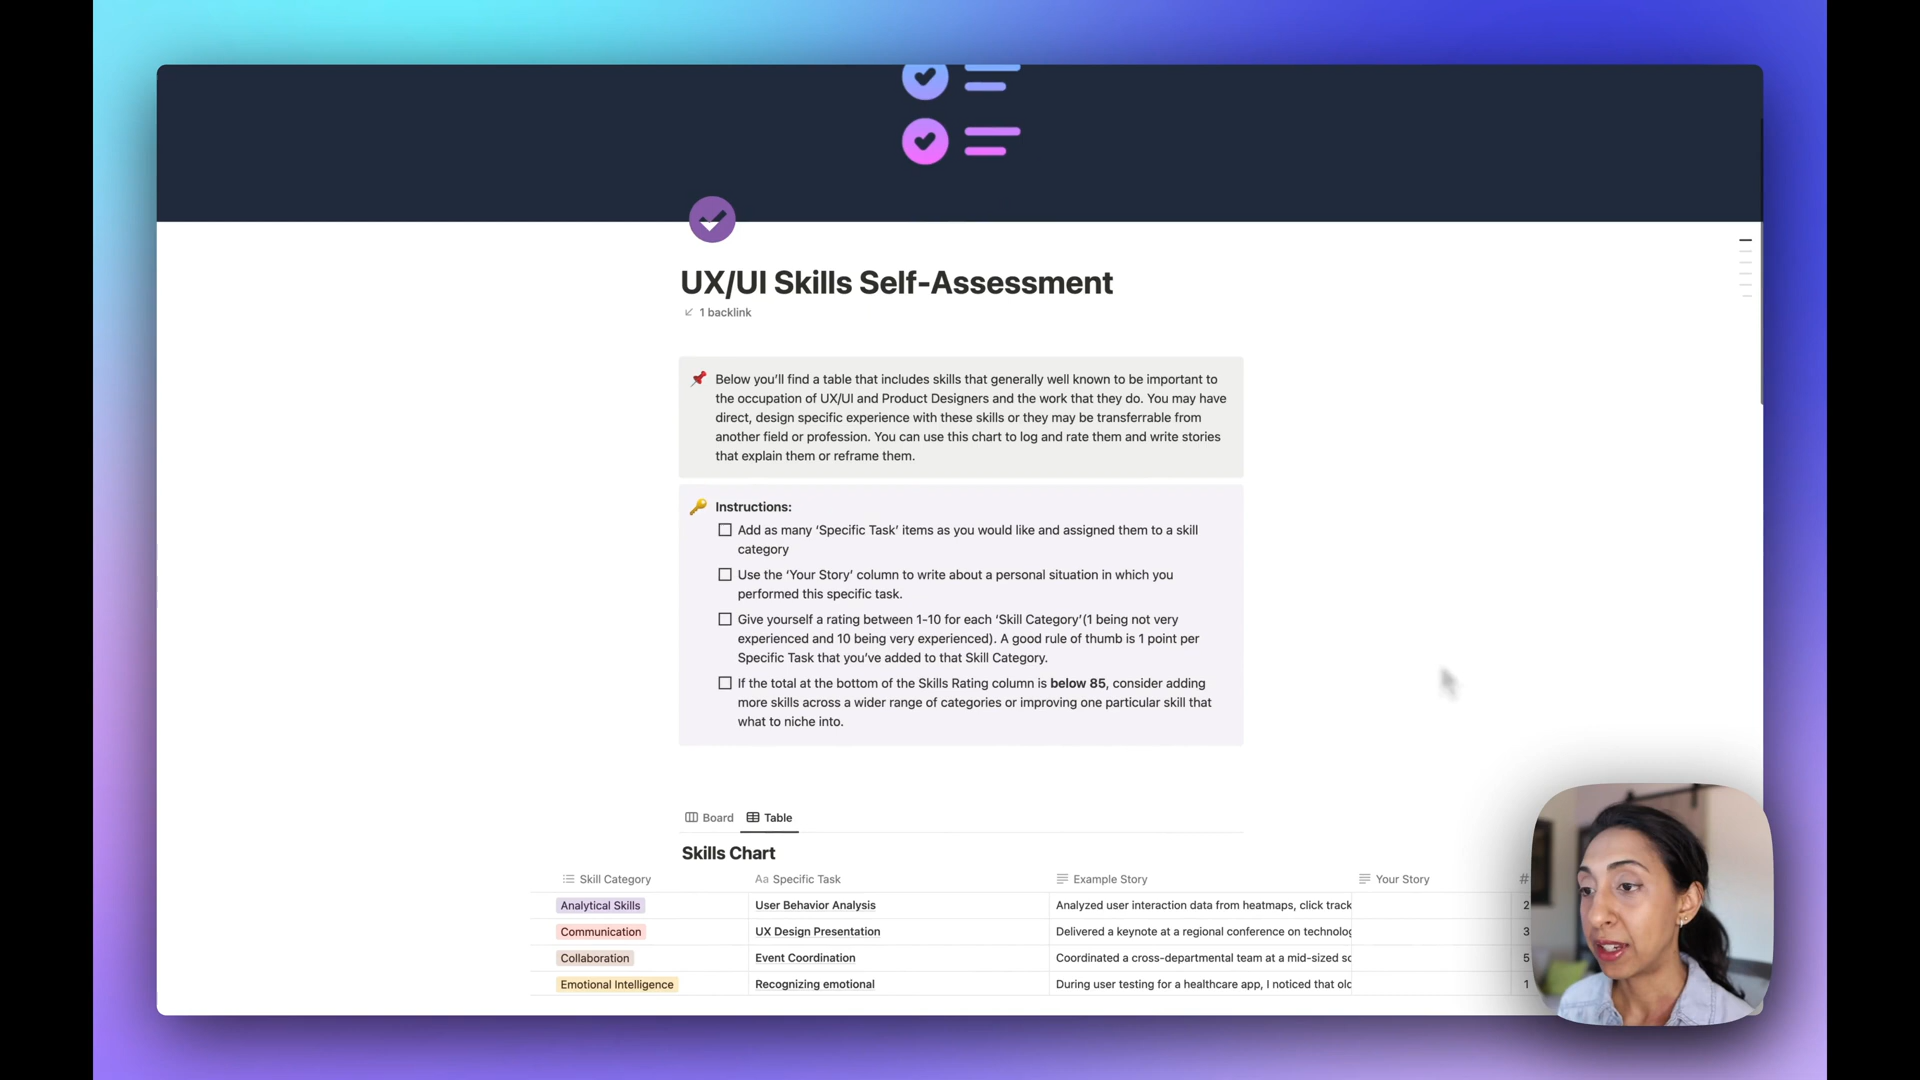 UX/UI Skills Self-Assessment
1 backlink
Below you’ll find a table that includes skills that generally well known to be important to
the occupation of UX/UI and Product Designers and the work that they do. You may have
direct, design specific experience with these skills or they may be transferrable from
another field or profession. You can use this chart to log and rate them and write stories
that explain them or reframe them.
Instructions:
Add as many ‘Specific Task’ items as you would like and assigned them to a skill
category
Use the ‘Your Story’ column to write about a personal situation in which you
performed this specific task.
Give yourself a rating between 1-10 for each ‘Skill Category’(1 being not very
experienced and 10 being very experienced). A good rule of thumb is 1 point per
Specific Task that you’ve added to that Skill Category.
If the total at the bottom of the Skills Rating column is below 85, consider adding
more skills across a wider range of categories or improving one particular skill that
what to niche into.
Board Table
Skills Chart
Skill Category Aa Specific Task Example Story Your Story #
Analytical Skills User Behavior Analysis Analyzed user interaction data from heatmaps, click track 2
Communication UX Design Presentation Delivered a keynote at a regional conference on technolog 3
Collaboration Event Coordination Coordinated a cross-departmental team at a mid-sized so 5
Emotional Intelligence Recognizing emotional During user testing for a healthcare app, I noticed that old 1